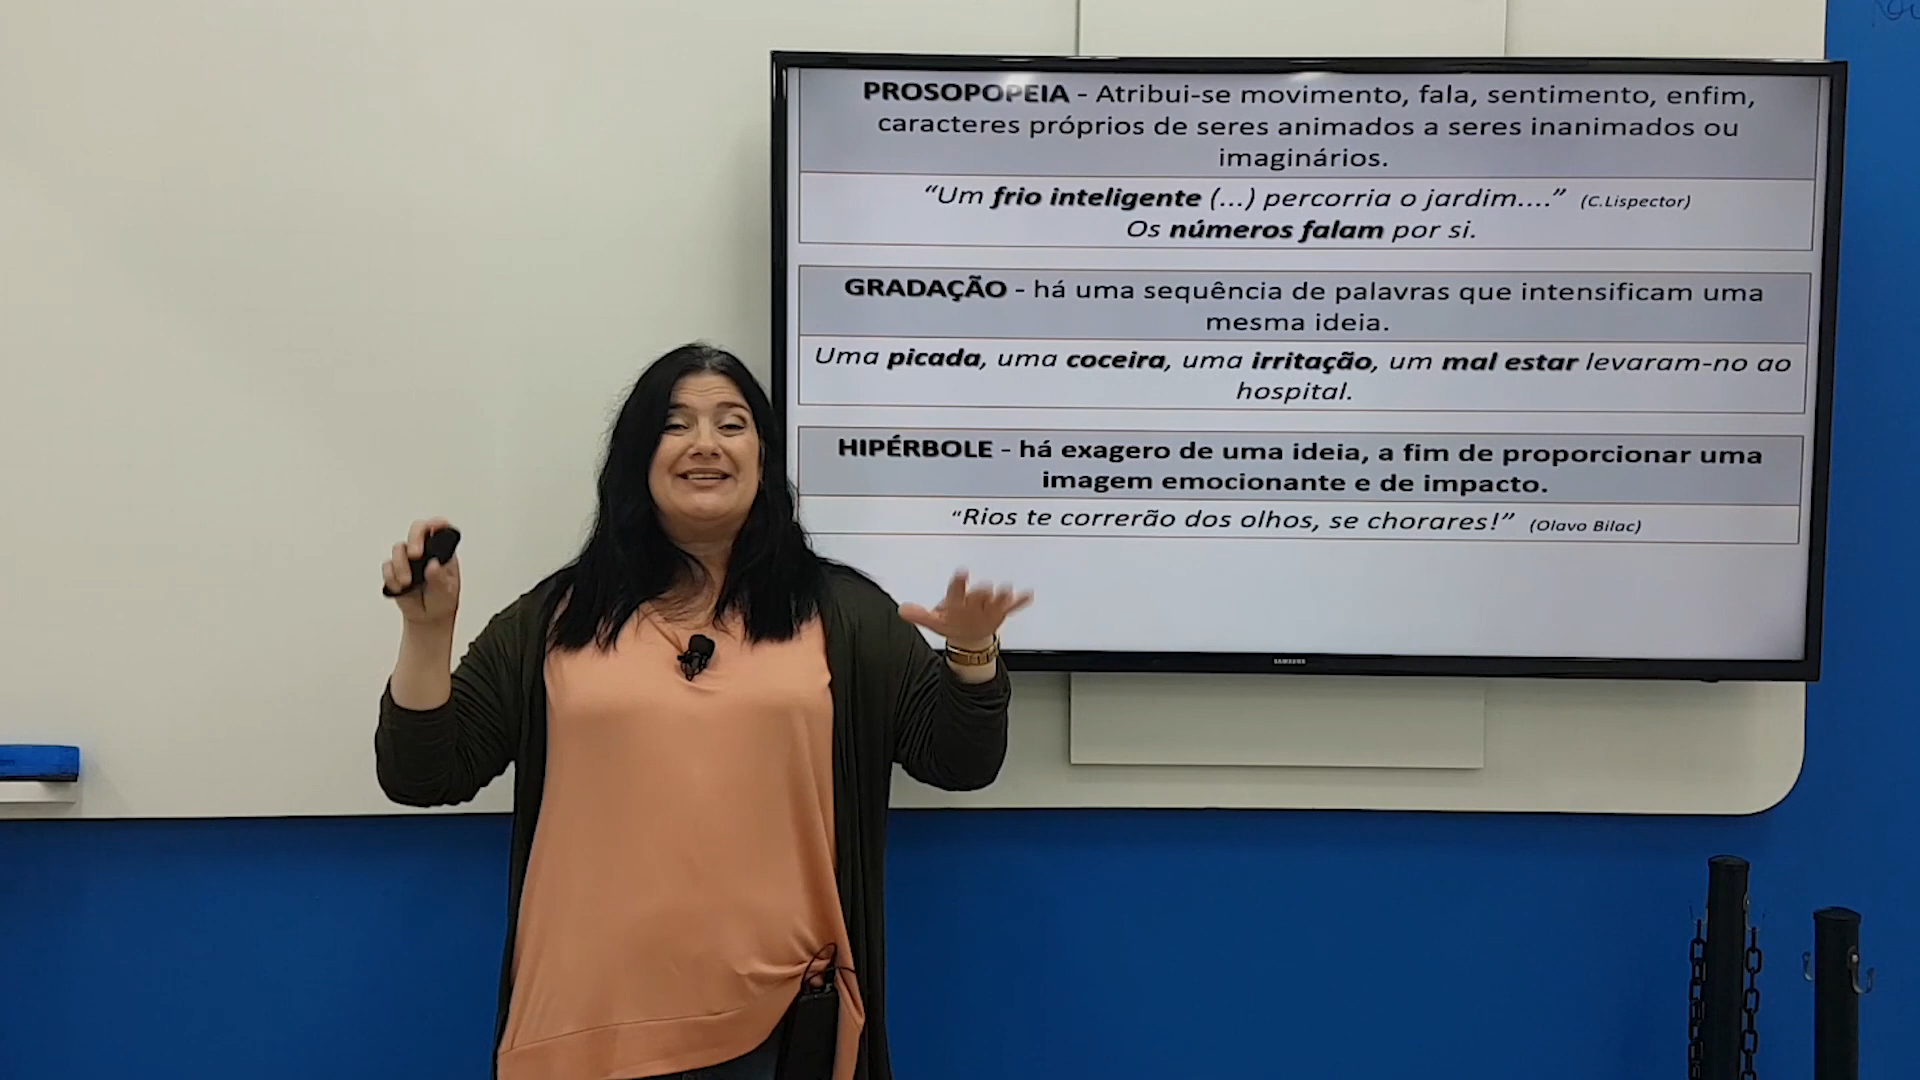 PROSOPOPEIA - Atribui-se movimento, fala, sentimento, enfim,
caracteres próprios de seres animados a seres inanimados ou
imaginários.
“Um frio inteligente (...) percorria o jardim....” (C.Lispector)
Os números falam por si.
GRADAÇÃO - há uma sequência de palavras que intensificam uma
mesma ideia.
Uma picada, uma coceira, uma irritação, um mal estar levaram-no ao
hospital.
HIPÉRBOLE - há exagero de uma ideia, a fim de proporcionar uma
imagem emocionante e de impacto.
“Rios te correrão dos olhos, se chorares!” (Olavo Bilac)
SAMSUNG